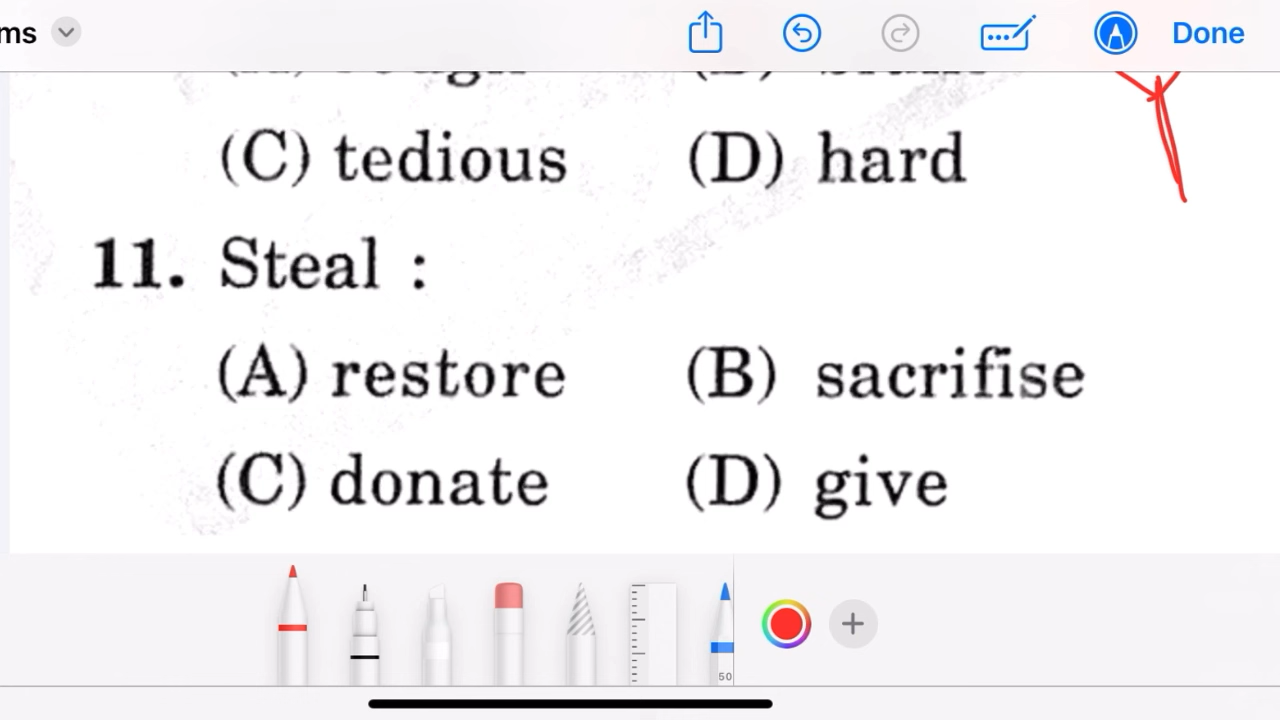 ms Done
(C) tedious (D) hard
11. Steal :
(A) restore (B) sacrifise
(C) donate (D) give
50